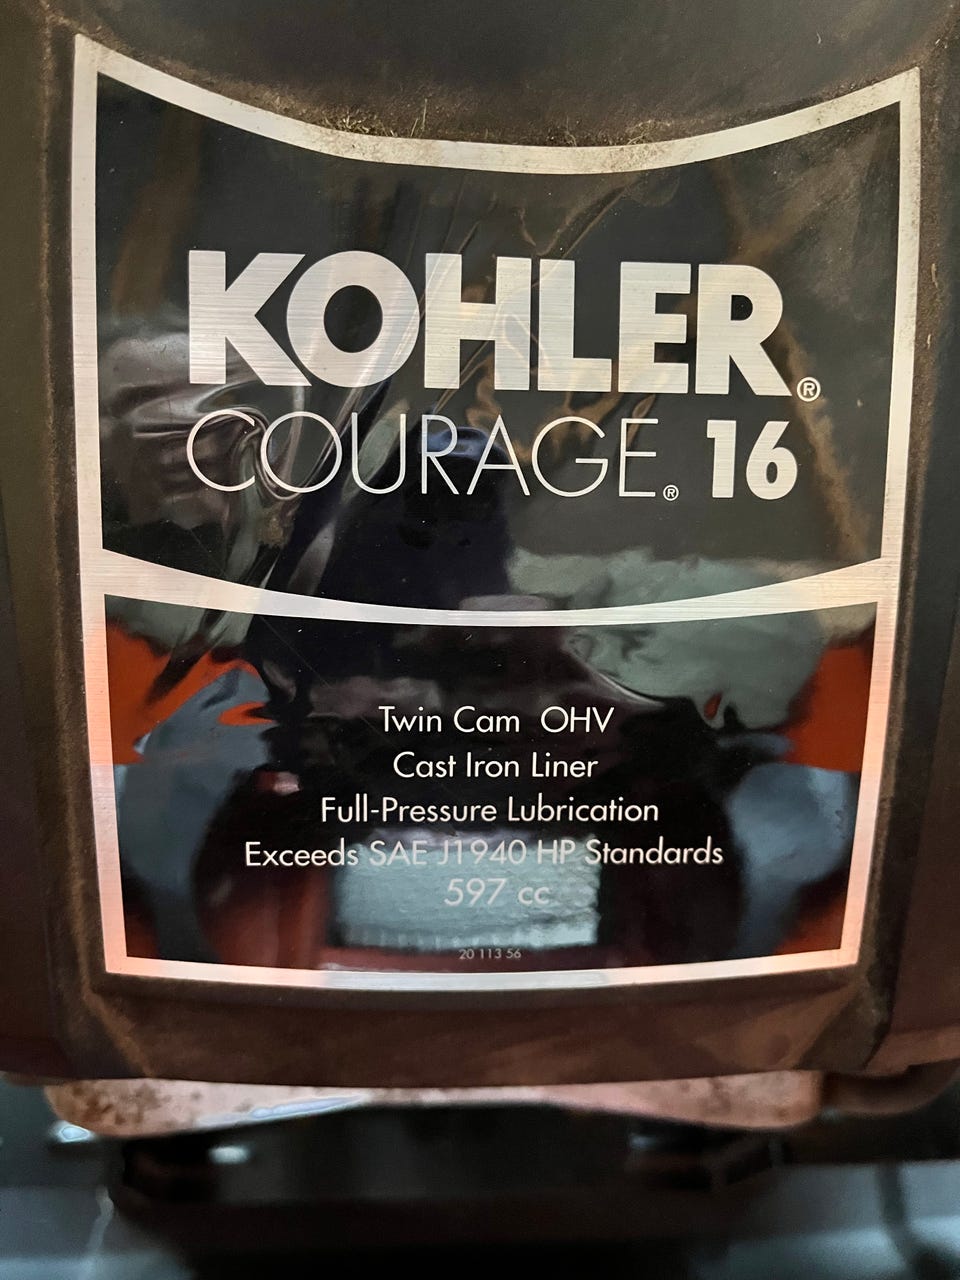 KOHLER®
COURAGE® 16
Twin Cam OHV
Cast Iron Liner
Full-Pressure Lubrication
Exceeds SAE J1940 HP Standards
597 cc
20 113 56